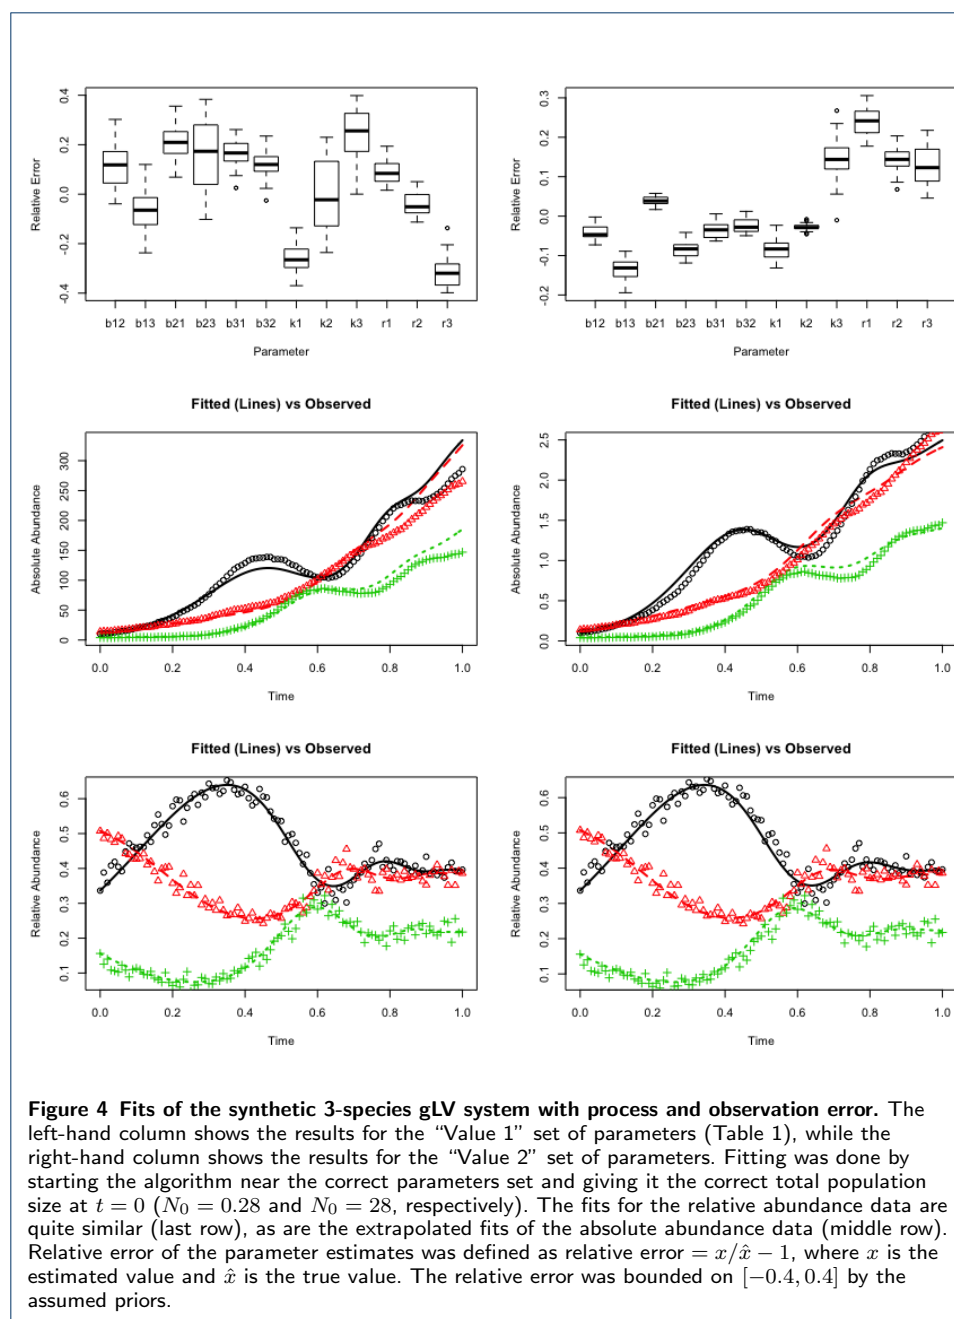 0.4
0.2
0.0
-0.2
-0.4
Relative Error
b12 b13 b21 b23 b31 b32 k1 k2 k3 r1 r2 r3
Parameter
0.3
0.2
0.1
0.0
-0.1
-0.2
Relative Error
b12 b13 b21 b23 b31 b32 k1 k2 k3 r1 r2 r3
Parameter
Fitted (Lines) vs Observed
300
250
200
150
100
50
0
Absolute Abundance
0.0 0.2 0.4 0.6 0.8 1.0
Time
Fitted (Lines) vs Observed
2.5
2.0
1.5
1.0
0.5
0.0
Absolute Abundance
0.0 0.2 0.4 0.6 0.8 1.0
Time
Fitted (Lines) vs Observed
0.6
0.5
0.4
0.3
0.2
0.1
Relative Abundance
0.0 0.2 0.4 0.6 0.8 1.0
Time
Fitted (Lines) vs Observed
0.6
0.5
0.4
0.3
0.2
0.1
Relative Abundance
0.0 0.2 0.4 0.6 0.8 1.0
Time
Figure 4 Fits of the synthetic 3-species gLV system with process and observation error. The
left-hand column shows the results for the “Value 1” set of parameters (Table 1), while the
right-hand column shows the results for the “Value 2” set of parameters. Fitting was done by
starting the algorithm near the correct parameters set and giving it the correct total population
size at t = 0 (N₀ = 0.28 and N₀ = 28, respectively). The fits for the relative abundance data are
quite similar (last row), as are the extrapolated fits of the absolute abundance data (middle row).
Relative error of the parameter estimates was defined as relative error = x/x̂ − 1, where x is the
estimated value and x̂ is the true value. The relative error was bounded on [−0.4, 0.4] by the
assumed priors.